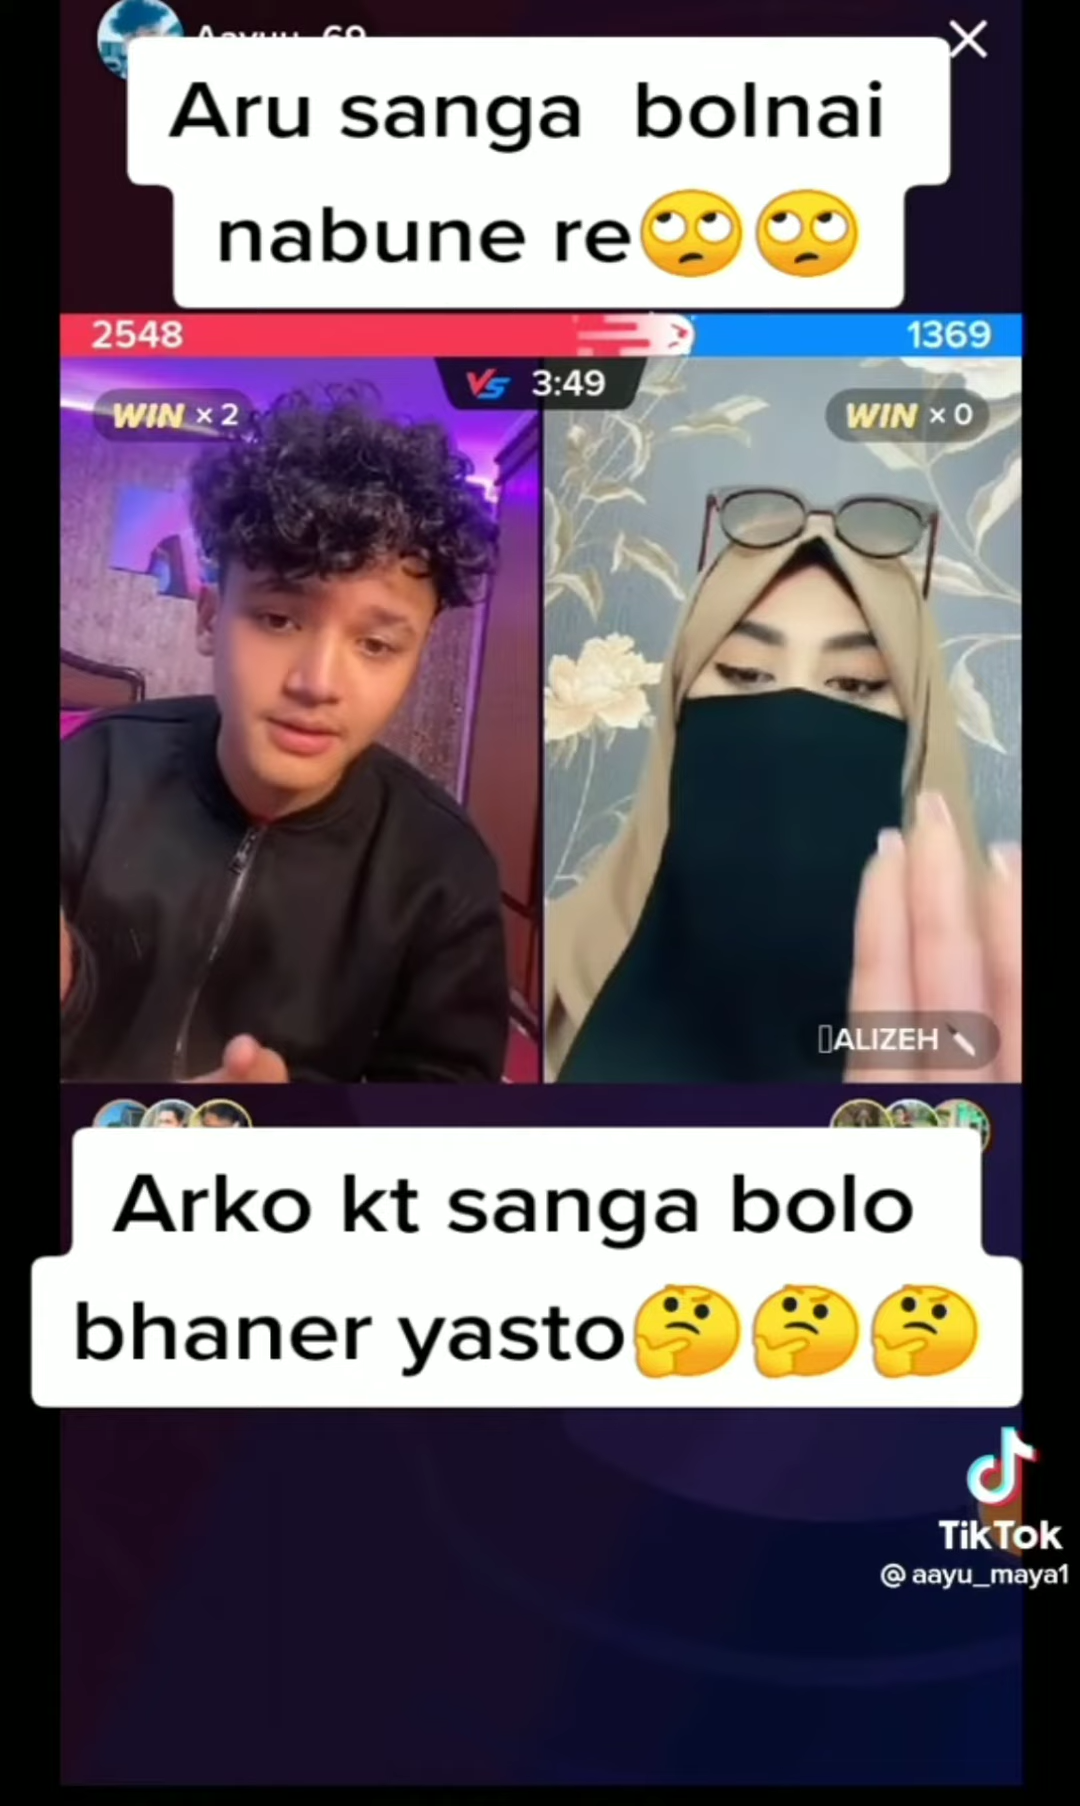 Aru sanga bolnai
nabune re🙄🙄
2548
1369
VS 3:49
WIN × 2
WIN × 0
ALIZEH
Arko kt sanga bolo
bhaner yasto🤔🤔🤔
TikTok
@aayu_maya1